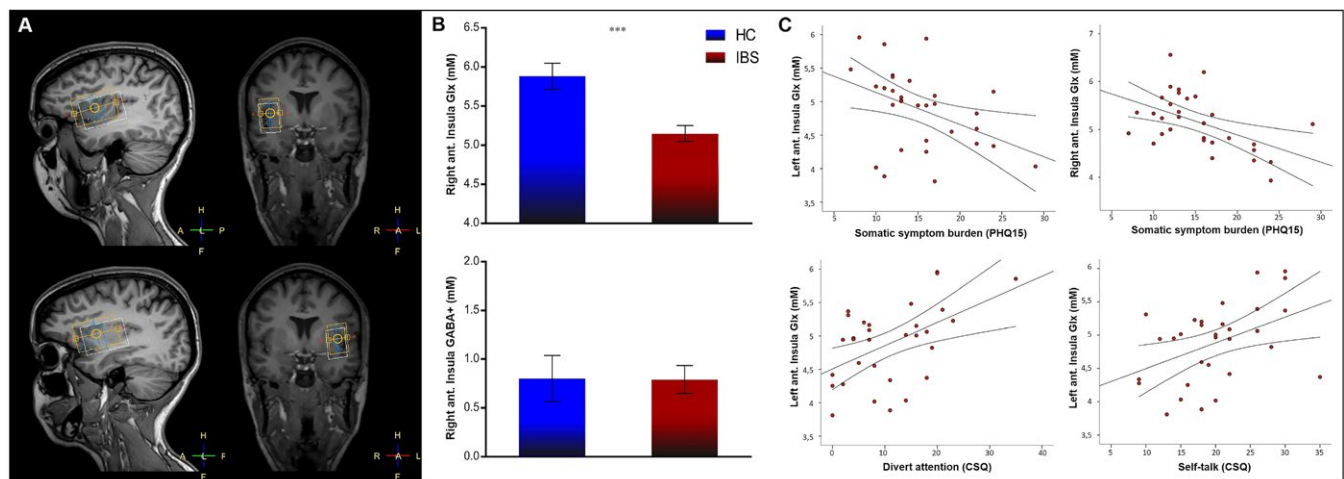 A
H
A L P
F
H
R A L
F
H
A L F
F
H
R A L
F
B
***
HC
IBS
Right ant. Insula Glx (mM)
6.5
6.0
5.5
5.0
4.5
4.0
Right ant. Insula GABA+ (mM)
2.0
1.5
1.0
0.5
0.0
C
Left ant. Insula Glx (mM)
6
5,5
5
4,5
4
3,5
5 10 15 20 25 30
Somatic symptom burden (PHQ15)
Right ant. Insula Glx (mM)
7
6
5
4
5 10 15 20 25 30
Somatic symptom burden (PHQ15)
Left ant. Insula Glx (mM)
6
5,5
5
4,5
4
3,5
0 10 20 30 40
Divert attention (CSQ)
Left ant. Insula Glx (mM)
6
5,5
5
4,5
4
3,5
5 10 15 20 25 30 35
Self-talk (CSQ)